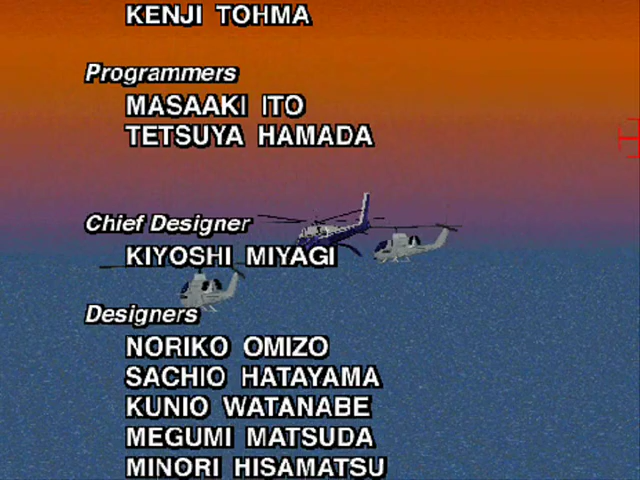 KENJI TOHMA
Programmers
MASAAKI ITO
TETSUYA HAMADA
Chief Designer
KIYOSHI MIYAGI
Designers
NORIKO OMIZO
SACHIO HATAYAMA
KUNIO WATANABE
MEGUMI MATSUDA
MINORI HISAMATSU